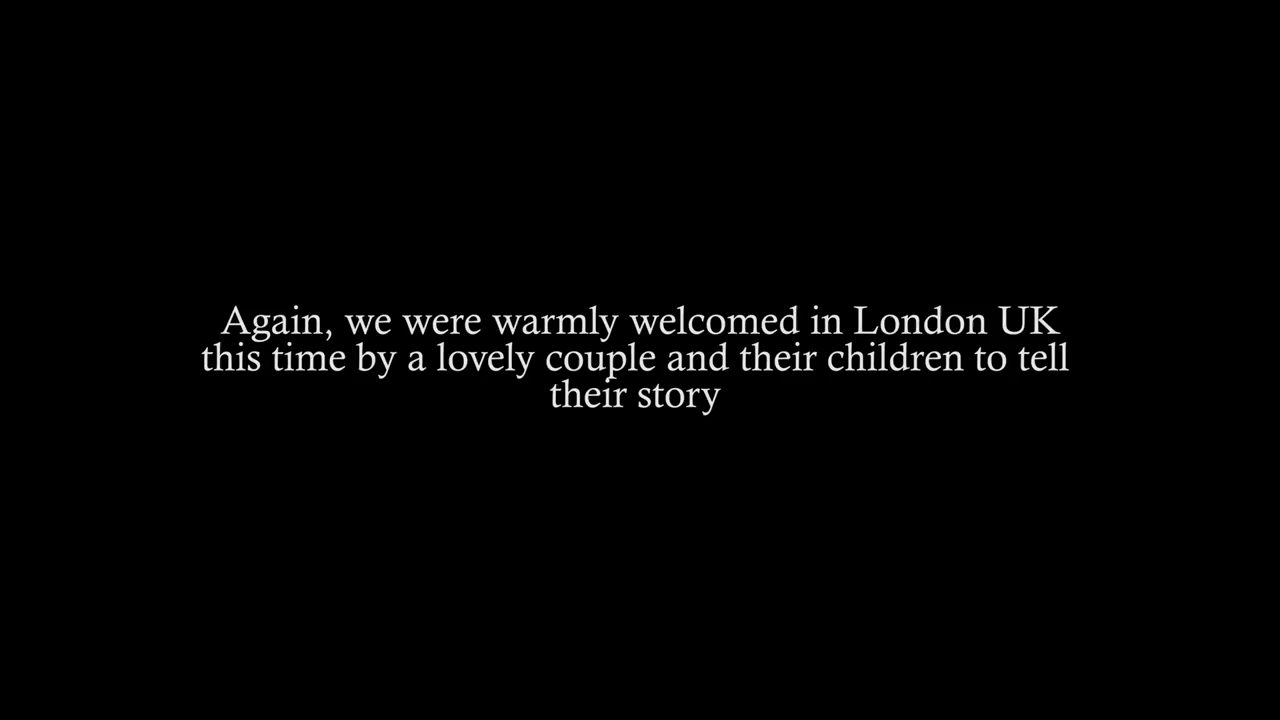 Again, we were warmly welcomed in London UK
this time by a lovely couple and their children to tell
their story